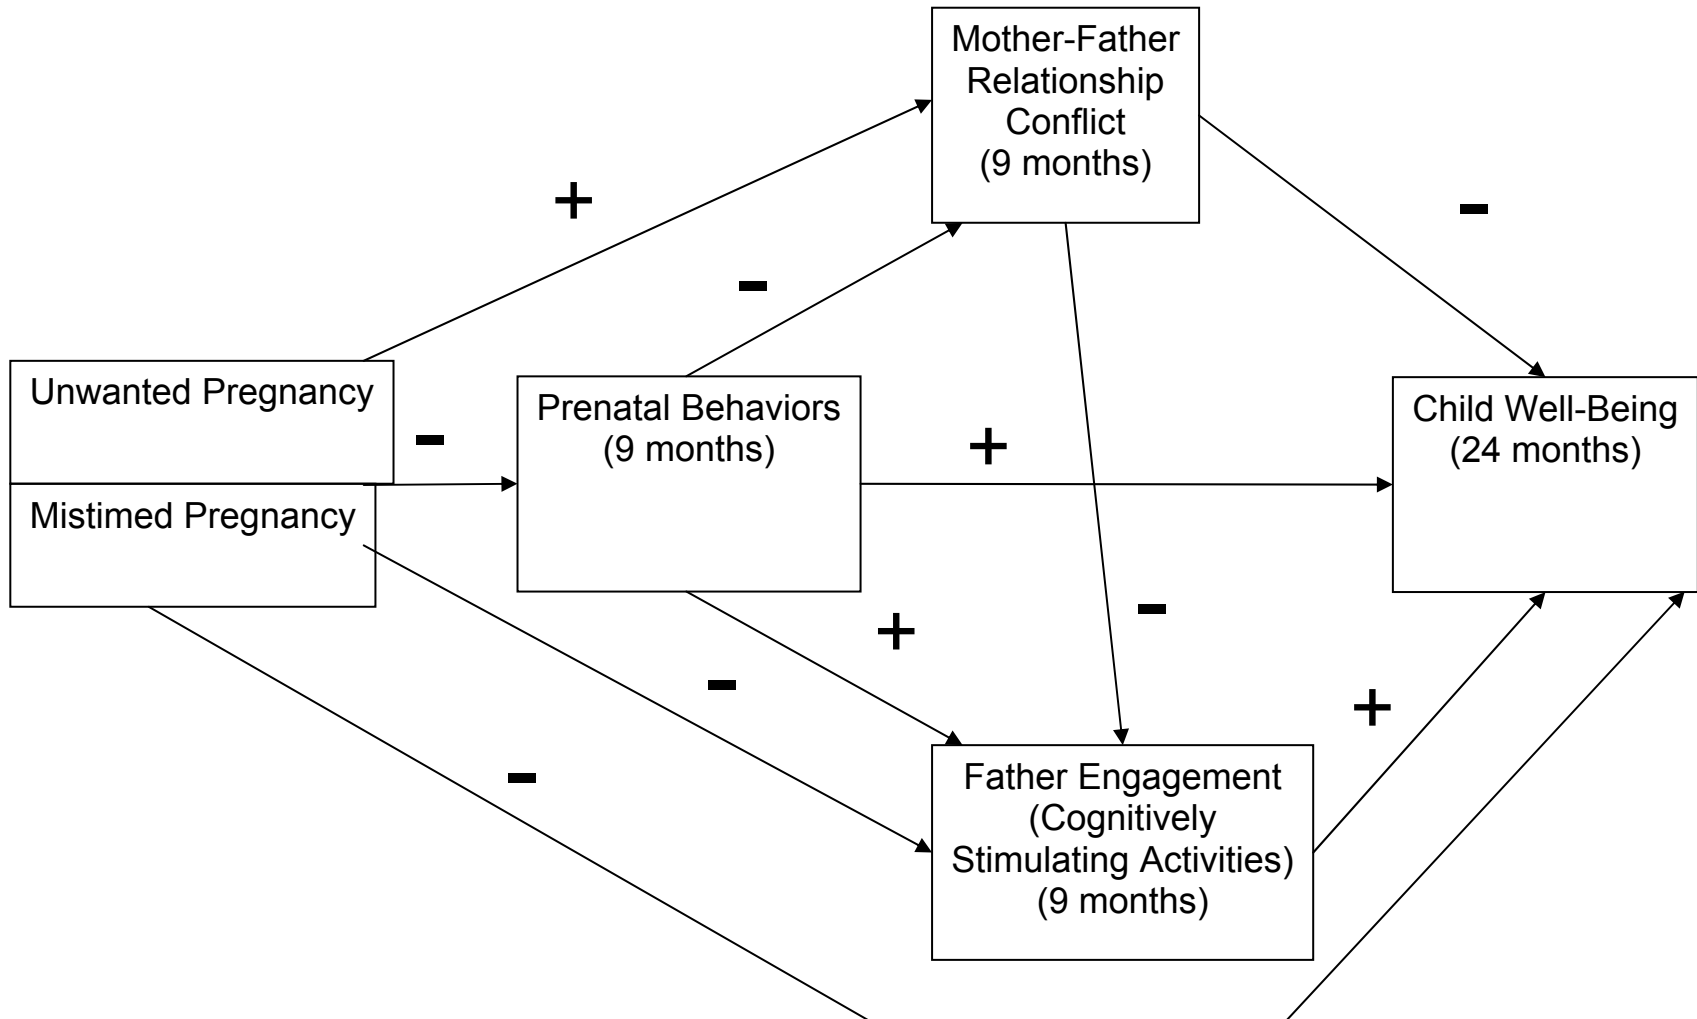 Mother-Father
Relationship
Conflict
(9 months)
+
-
-
Unwanted Pregnancy
-
Prenatal Behaviors
(9 months)
+
Child Well-Being
(24 months)
Mistimed Pregnancy
+
-
-
+
-
Father Engagement
(Cognitively
Stimulating Activities)
(9 months)